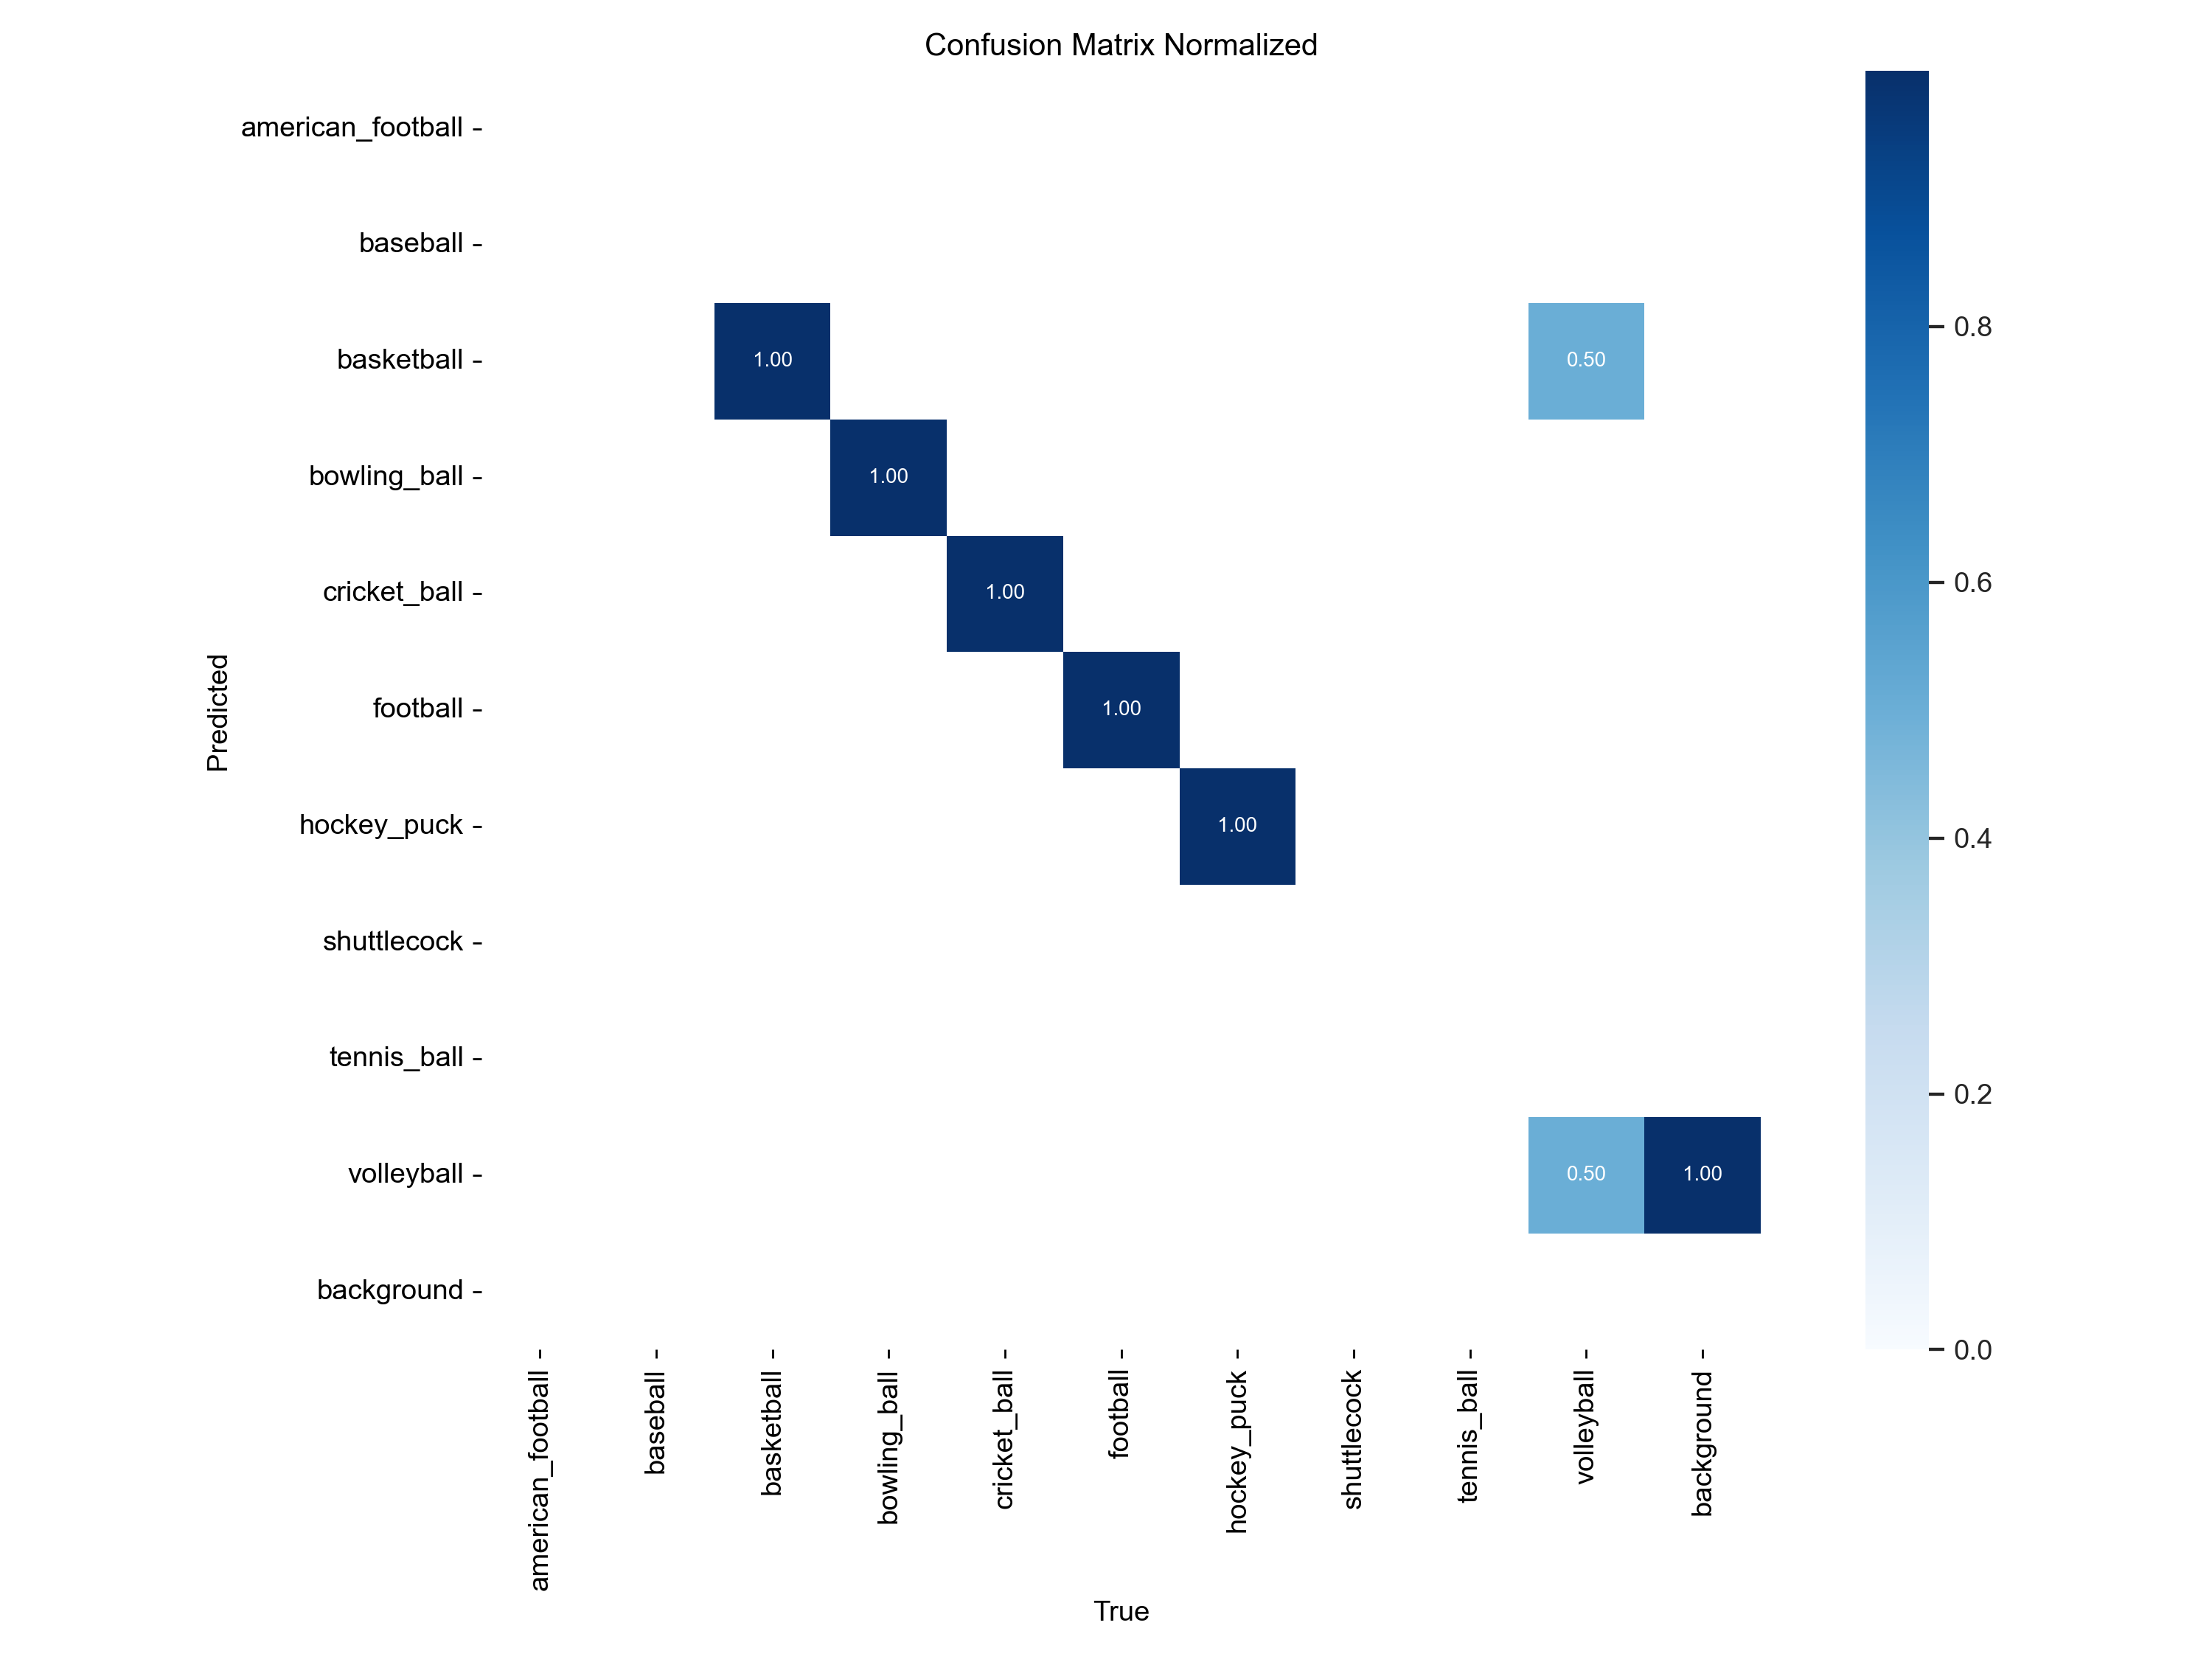 Confusion Matrix Normalized
american_football
baseball
basketball
bowling_ball
cricket_ball
football
hockey_puck
shuttlecock
tennis_ball
volleyball
background
Predicted
1.00
0.50
1.00
1.00
1.00
1.00
0.50
1.00
0.8
0.6
0.4
0.2
0.0
american_football
baseball
basketball
bowling_ball
cricket_ball
football
hockey_puck
shuttlecock
tennis_ball
volleyball
background
True